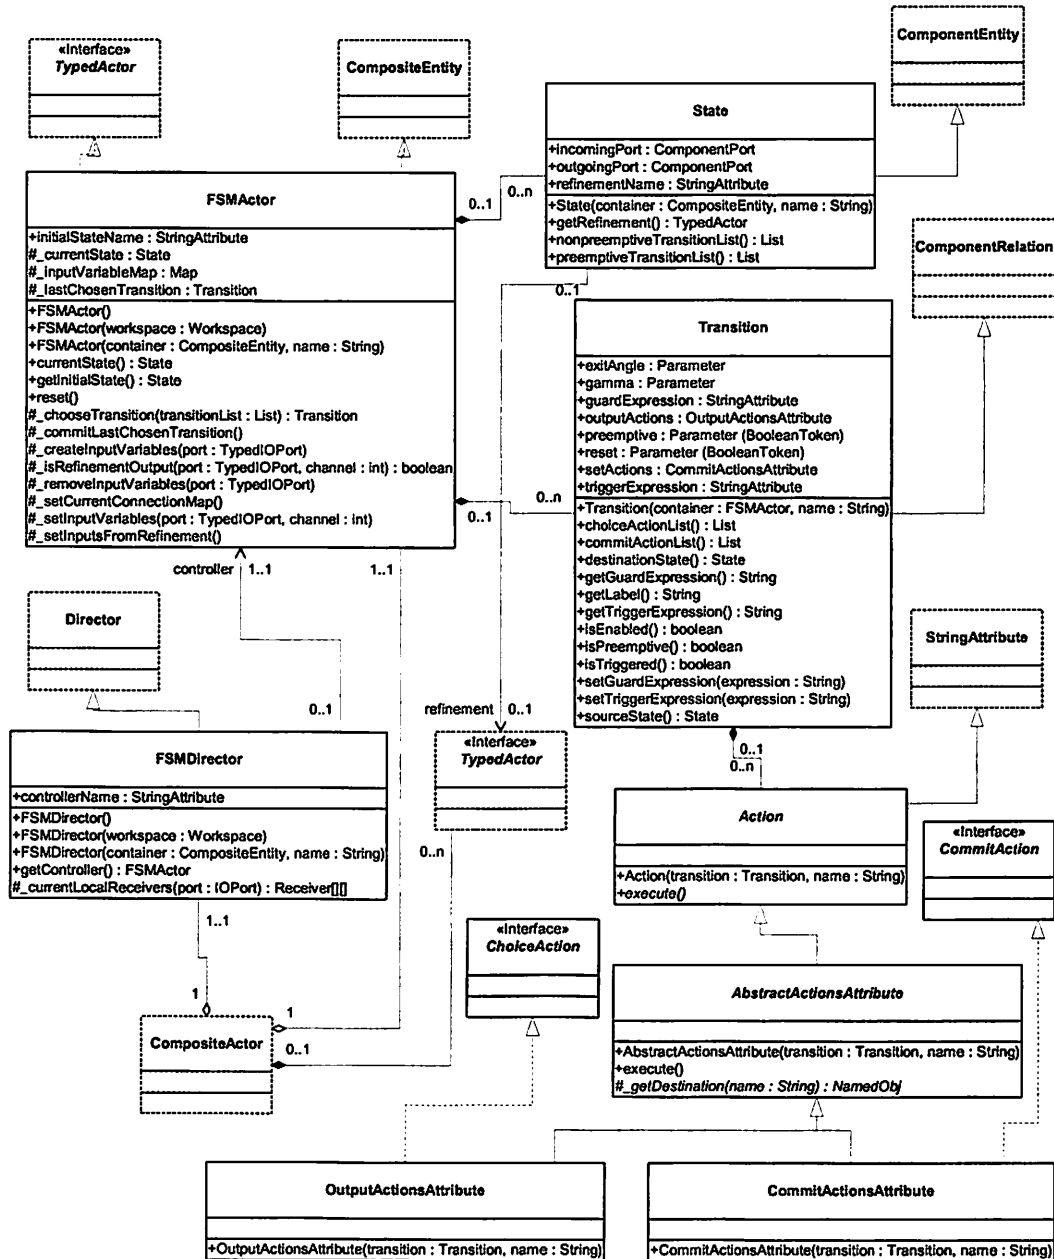 «Interface»
TypedActor
CompositeEntity
ComponentEntity
State
+incomingPort : ComponentPort
+outgoingPort : ComponentPort
+refinementName : StringAttribute
+State(container : CompositeEntity, name : String)
+getRefinement() : TypedActor
+nonpreemptiveTransitionList() : List
+preemptiveTransitionList() : List
FSMActor
+initialStateName : StringAttribute
#_currentState : State
#_inputVariableMap : Map
#_lastChosenTransition : Transition
+FSMActor()
+FSMActor(workspace : Workspace)
+FSMActor(container : CompositeEntity, name : String)
+currentState() : State
+getInitialState() : State
+reset()
#_chooseTransition(transitionList : List) : Transition
#_commitLastChosenTransition()
#_createInputVariables(port : TypedIOPort)
#_isRefinementOutput(port : TypedIOPort, channel : int) : boolean
#_removeInputVariables(port : TypedIOPort)
#_setCurrentConnectionMap()
#_setInputVariables(port : TypedIOPort, channel : int)
#_setInputsFromRefinement()
0..1
0..n
0..1
ComponentRelation
Transition
+exitAngle : Parameter
+gamma : Parameter
+guardExpression : StringAttribute
+outputActions : OutputActionsAttribute
+preemptive : Parameter (BooleanToken)
+reset : Parameter (BooleanToken)
+setActions : CommitActionsAttribute
+triggerExpression : StringAttribute
+Transition(container : FSMActor, name : String)
+choiceActionList() : List
+commitActionList() : List
+destinationState() : State
+getGuardExpression() : String
+getLabel() : String
+getTriggerExpression() : String
+isEnabled() : boolean
+isPreemptive() : boolean
+isTriggered() : boolean
+setGuardExpression(expression : String)
+setTriggerExpression(expression : String)
+sourceState() : State
0..n
0..1
controller
1..1
1..1
Director
StringAttribute
0..1
refinement
0..1
«Interface»
TypedActor
0..1
0..n
FSMDirector
+controllerName : StringAttribute
+FSMDirector()
+FSMDirector(workspace : Workspace)
+FSMDirector(container : CompositeEntity, name : String)
+getController() : FSMActor
#_currentLocalReceivers(port : IOPort) : Receiver[][]
0..n
Action
+Action(transition : Transition, name : String)
+execute()
«Interface»
CommitAction
1..1
«Interface»
ChoiceAction
AbstractActionsAttribute
+AbstractActionsAttribute(transition : Transition, name : String)
+execute()
#_getDestination(name : String) : NamedObj
1
1
CompositeActor
0..1
OutputActionsAttribute
+OutputActionsAttribute(transition : Transition, name : String)
CommitActionsAttribute
+CommitActionsAttribute(transition : Transition, name : String)